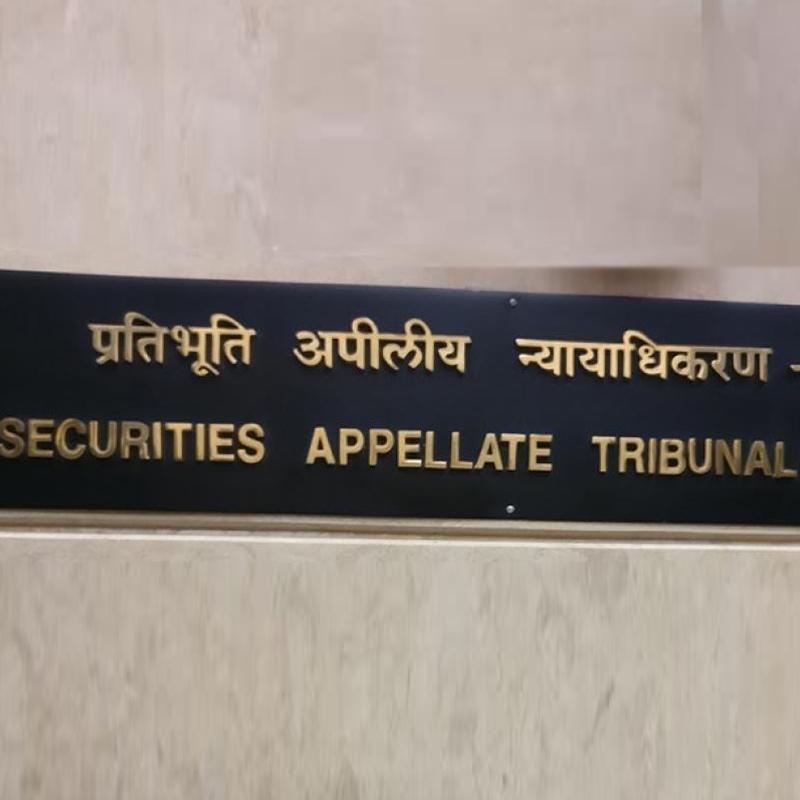 प्रतिभूति अपीलीय न्यायाधिकरण -
SECURITIES APPELLATE TRIBUNAL